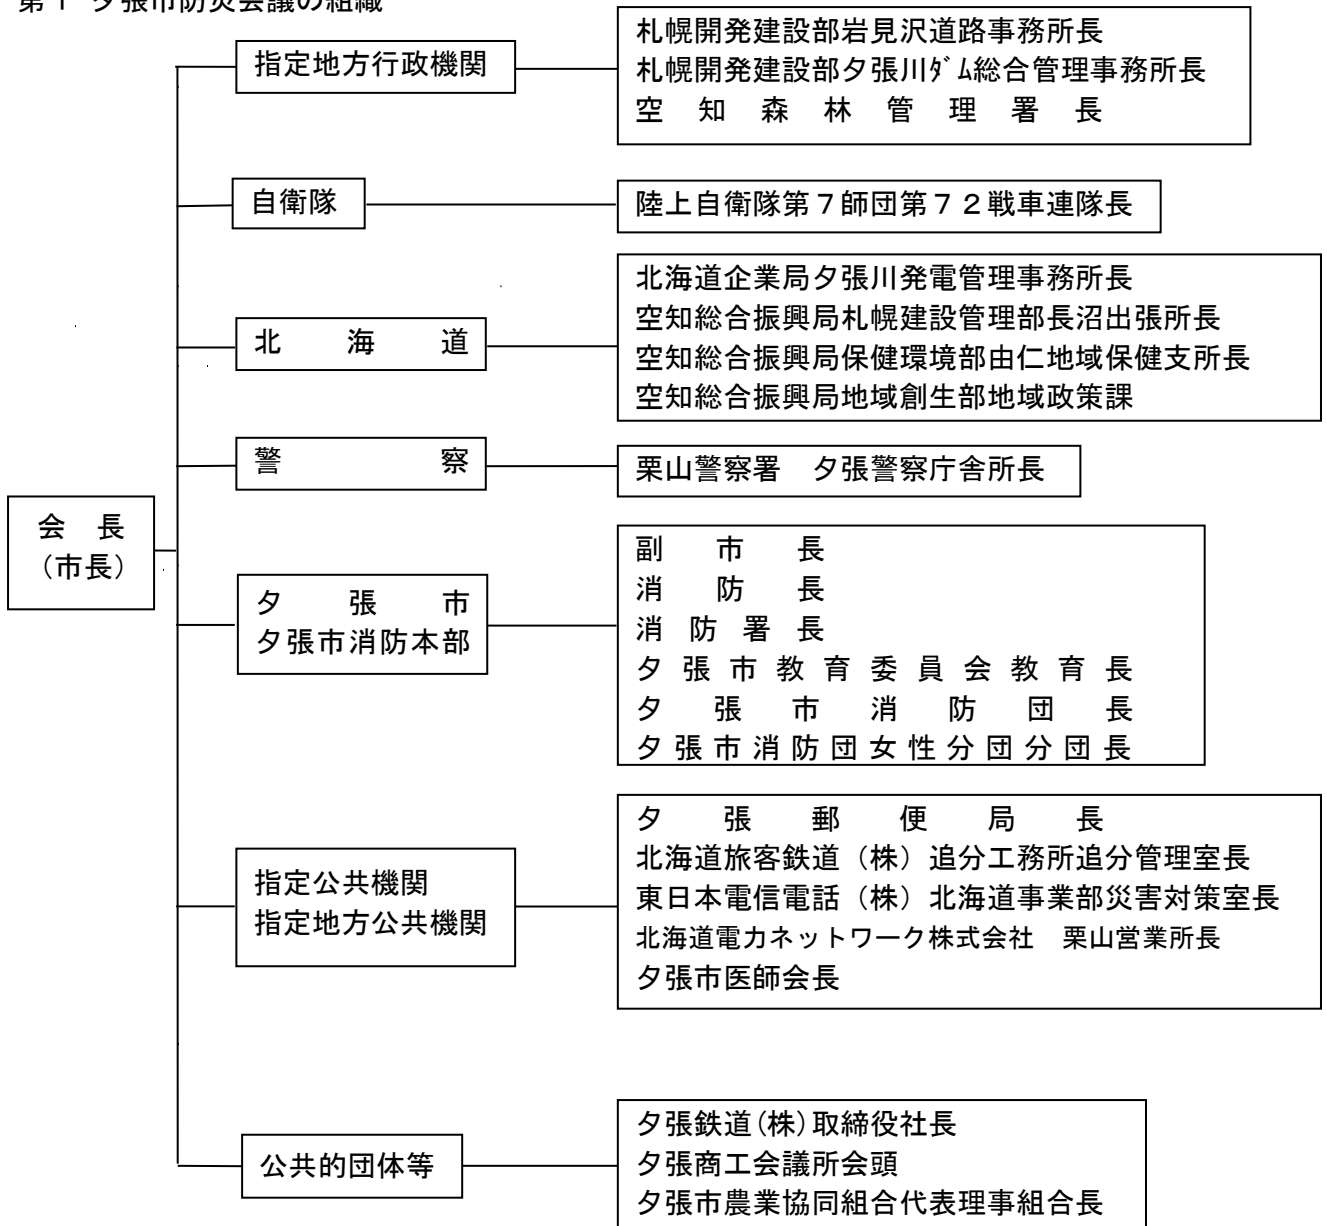 第１ 夕張市防災会議の組織
会　長
（市長）
指定地方行政機関
札幌開発建設部岩見沢道路事務所長
札幌開発建設部夕張川ﾀﾞﾑ総合管理事務所長
空知森林管理署長
自衛隊
陸上自衛隊第７師団第７２戦車連隊長
北海道
北海道企業局夕張川発電管理事務所長
空知総合振興局札幌建設管理部長沼出張所長
空知総合振興局保健環境部由仁地域保健支所長
空知総合振興局地域創生部地域政策課
警察
栗山警察署　夕張警察庁舎所長
夕張市
夕張市消防本部
副市長
消防長
消防署長
夕張市教育委員会教育長
夕張市消防団長
夕張市消防団女性分団分団長
指定公共機関
指定地方公共機関
夕張郵便局長
北海道旅客鉄道（株）追分工務所追分管理室長
東日本電信電話（株）北海道事業部災害対策室長
北海道電力ネットワーク株式会社　栗山営業所長
夕張市医師会長
公共的団体等
夕張鉄道(株)取締役社長
夕張商工会議所会頭
夕張市農業協同組合代表理事組合長